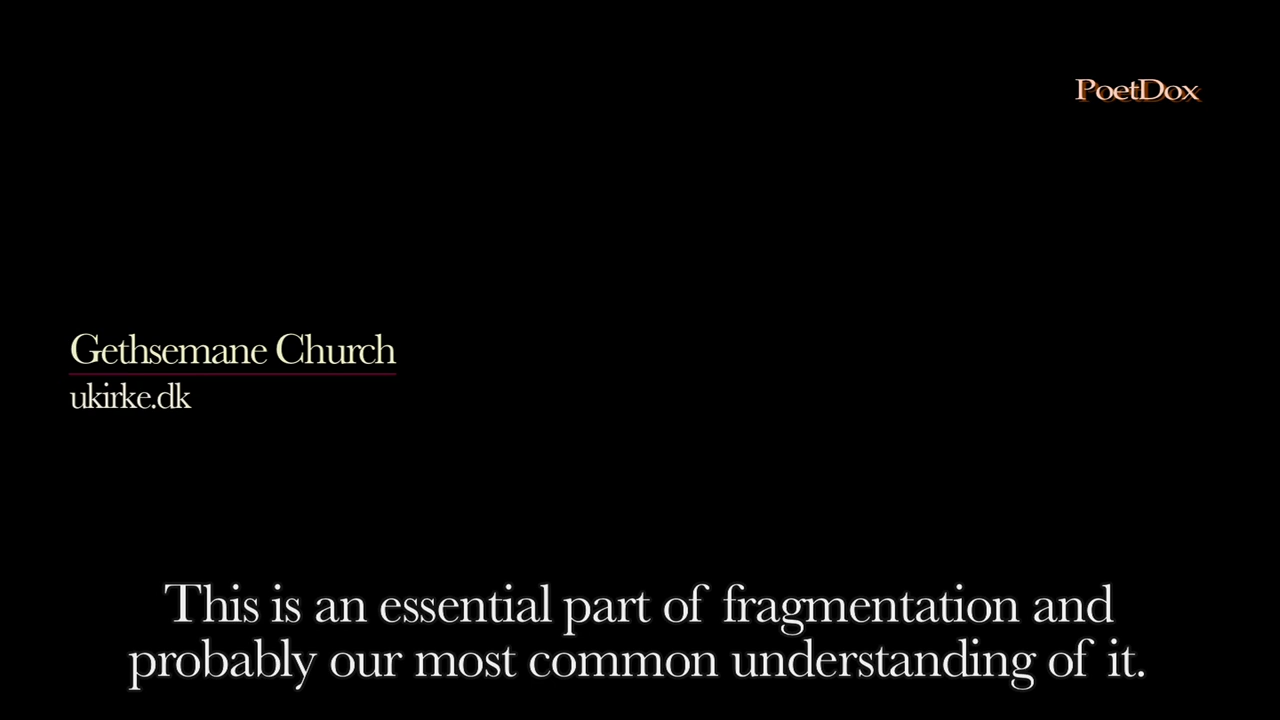 PoetDox
Gethsemane Church
ukirke.dk
This is an essential part of fragmentation and
probably our most common understanding of it.